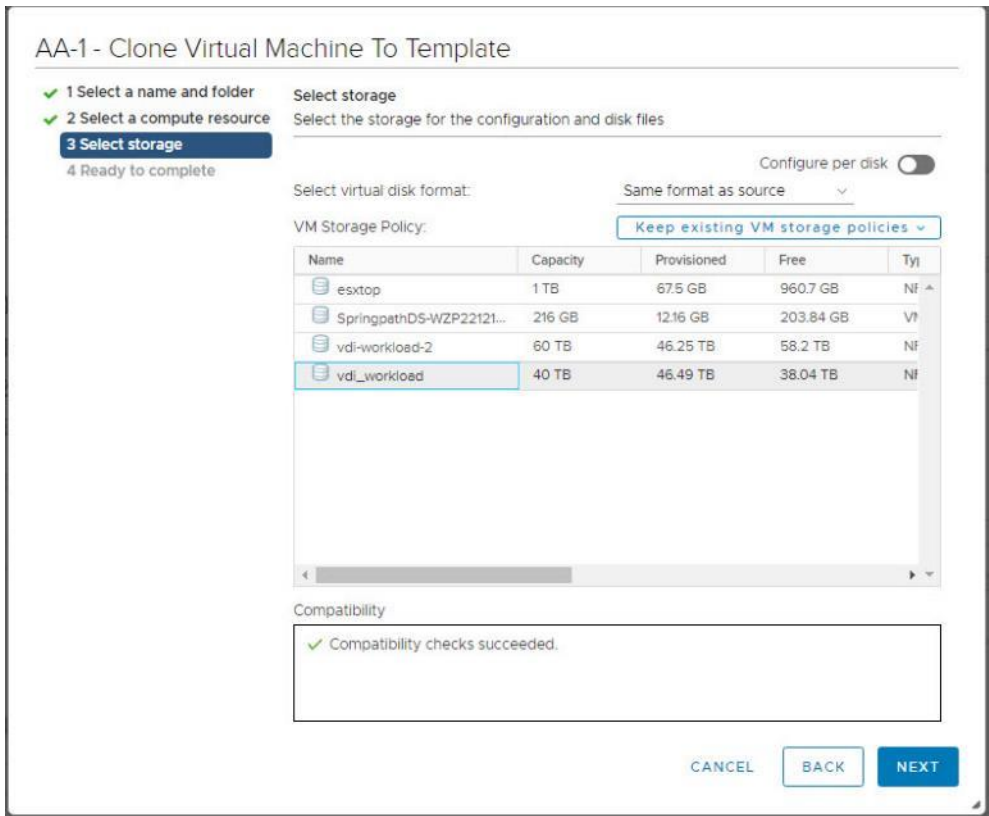 AA-1 - Clone Virtual Machine To Template
1 Select a name and folder
2 Select a compute resource
3 Select storage
4 Ready to complete
Select storage
Select the storage for the configuration and disk files
Configure per disk
Select virtual disk format: Same format as source
VM Storage Policy: Keep existing VM storage policies
Name Capacity Provisioned Free Typ
esxtop 1 TB 67.5 GB 960.7 GB NF
SpringpathDS-WZP22121... 216 GB 12.16 GB 203.84 GB VM
vdi-workload-2 60 TB 46.25 TB 58.2 TB NF
vdi_workload 40 TB 46.49 TB 38.04 TB NF
Compatibility
Compatibility checks succeeded.
CANCEL BACK NEXT